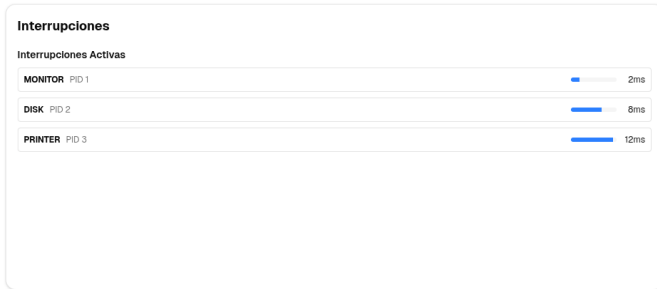 Interrupciones
Interrupciones Activas
MONITOR PID 1 2ms
DISK PID 2 8ms
PRINTER PID 3 12ms